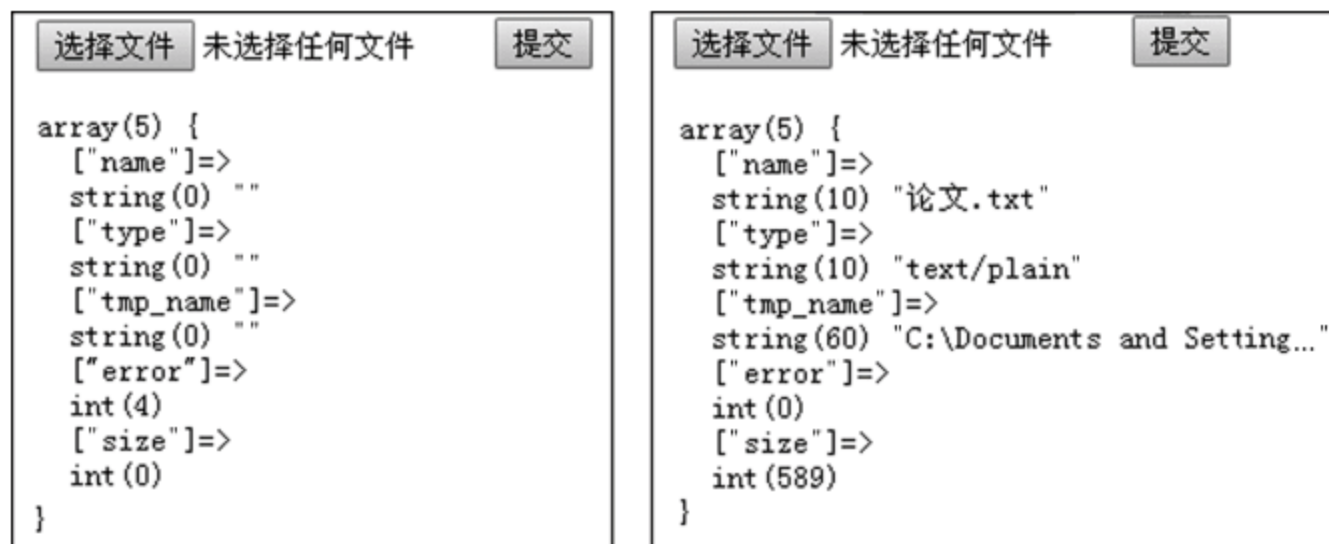 选择文件 未选择任何文件 提交
array(5) {
["name"]=>
string(0) ""
["type"]=>
string(0) ""
["tmp_name"]=>
string(0) ""
["error"]=>
int(4)
["size"]=>
int(0)
}
选择文件 未选择任何文件 提交
array(5) {
["name"]=>
string(10) "论文.txt"
["type"]=>
string(10) "text/plain"
["tmp_name"]=>
string(60) "C:\Documents and Setting..."
["error"]=>
int(0)
["size"]=>
int(589)
}